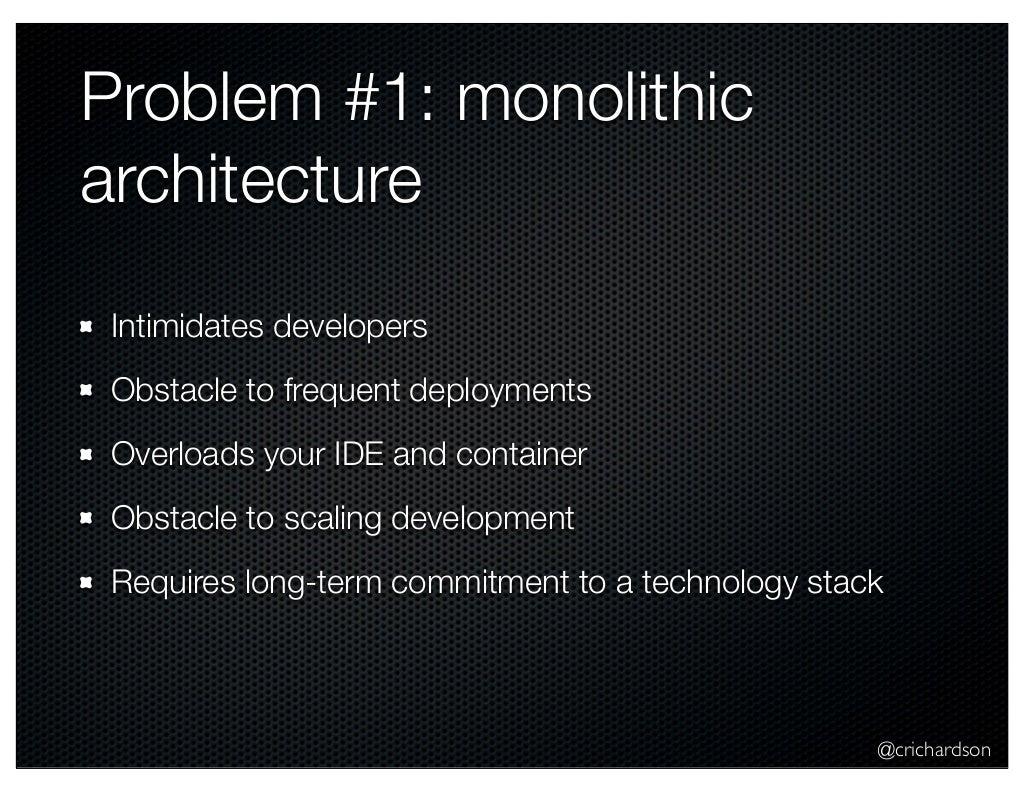 Problem #1: monolithic
architecture
Intimidates developers
Obstacle to frequent deployments
Overloads your IDE and container
Obstacle to scaling development
Requires long-term commitment to a technology stack
@crichardson